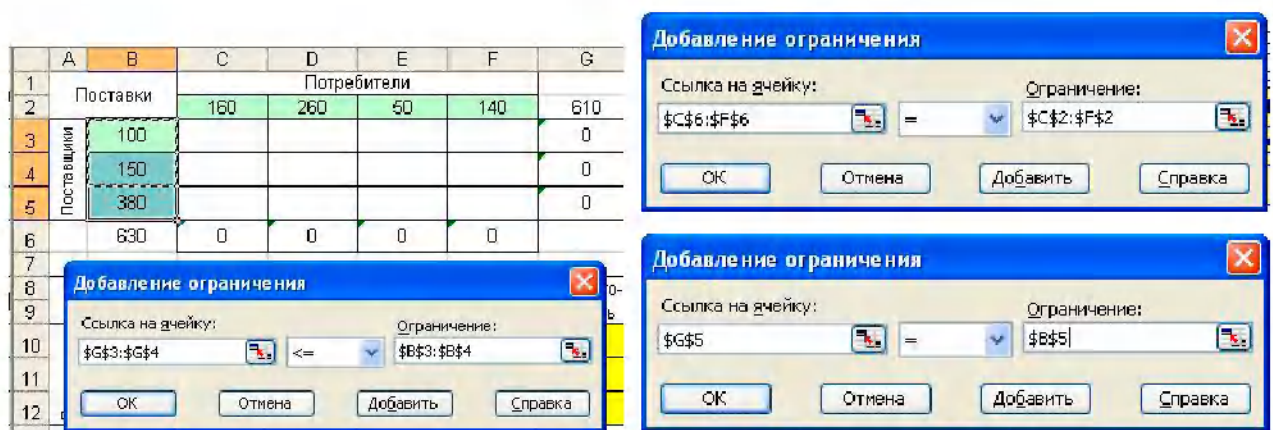 A B C D E F G
1 Поставки Потребители
2 160 260 50 140 610
Поставщики
3 100 0
4 150 0
5 380 0
6 630 0 0 0 0
7
8
9
10
11
12
Добавление ограничения
Ссылка на ячейку: Ограничение:
$G$3:$G$4 <= $B$3:$B$4
ОК Отмена Добавить Справка
Добавление ограничения
Ссылка на ячейку: Ограничение:
$C$6:$F$6 = $C$2:$F$2
ОК Отмена Добавить Справка
Добавление ограничения
Ссылка на ячейку: Ограничение:
$G$5 = $B$5
ОК Отмена Добавить Справка